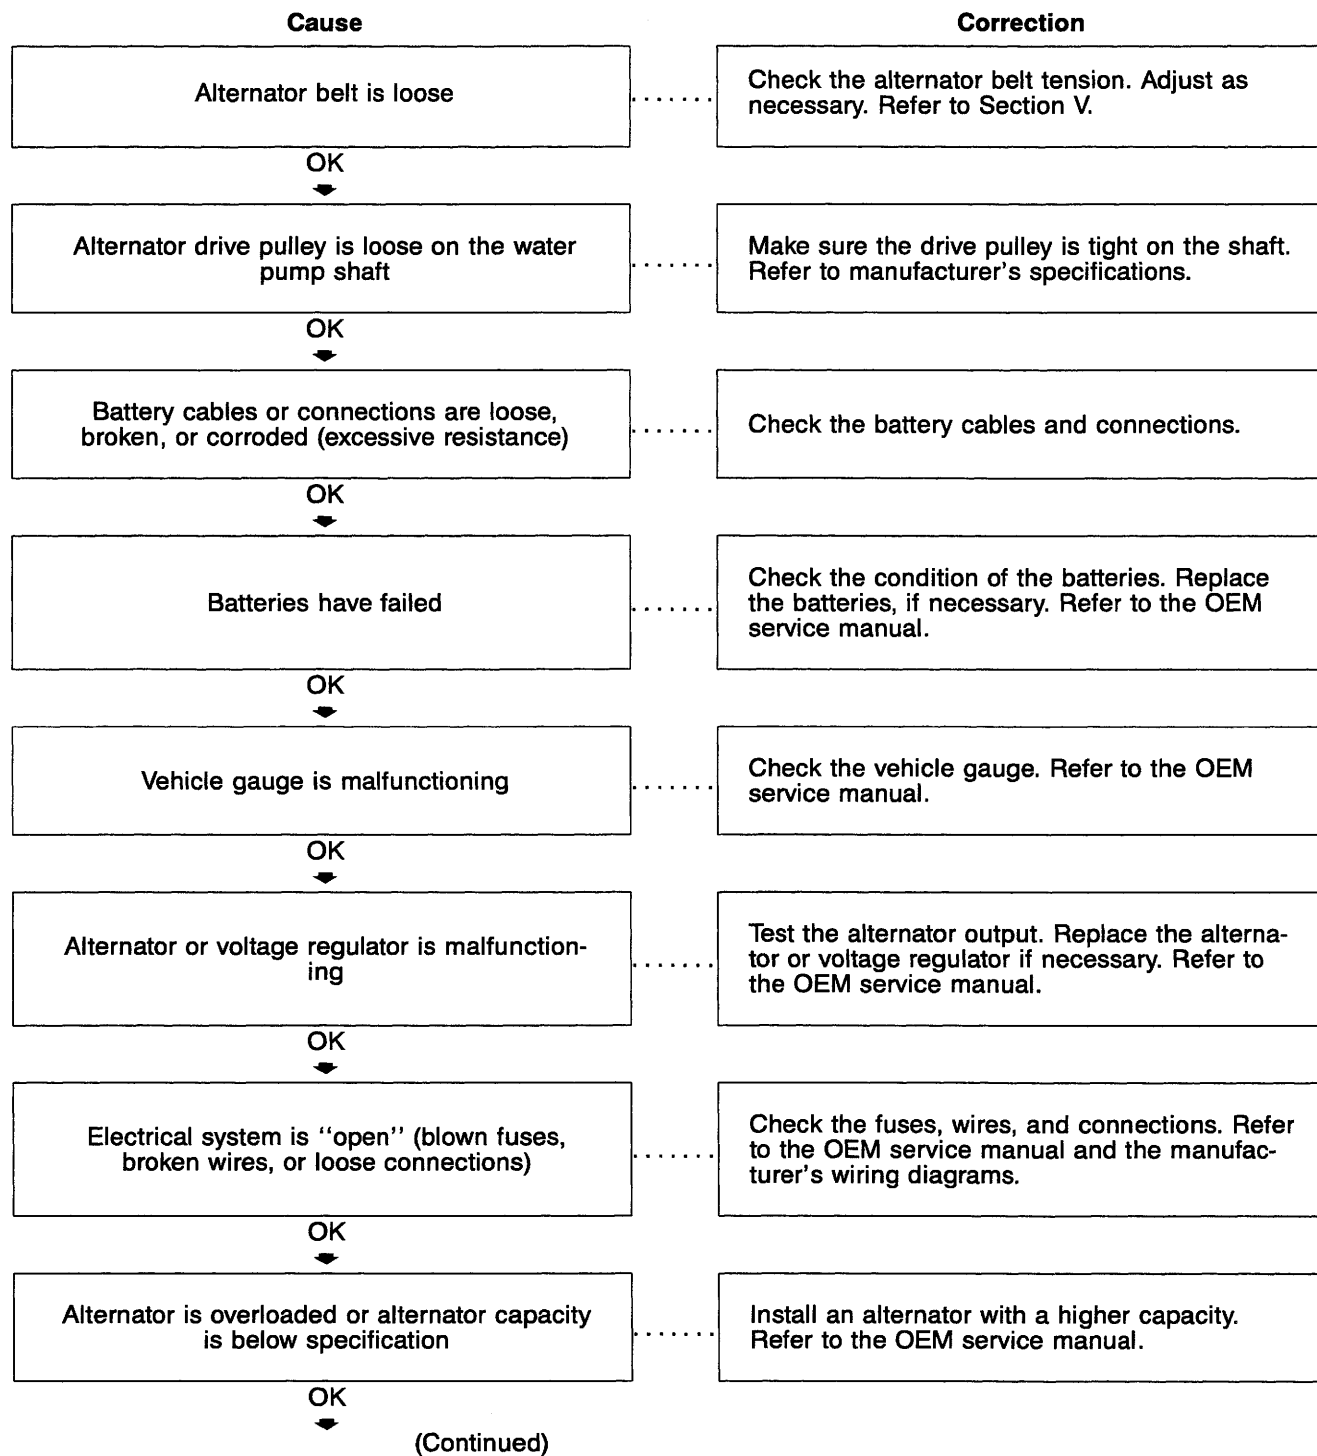 Cause
Correction
Alternator belt is loose
Check the alternator belt tension. Adjust as
necessary. Refer to Section V.
OK
Alternator drive pulley is loose on the water
pump shaft
Make sure the drive pulley is tight on the shaft.
Refer to manufacturer's specifications.
OK
Battery cables or connections are loose,
broken, or corroded (excessive resistance)
Check the battery cables and connections.
OK
Batteries have failed
Check the condition of the batteries. Replace
the batteries, if necessary. Refer to the OEM
service manual.
OK
Vehicle gauge is malfunctioning
Check the vehicle gauge. Refer to the OEM
service manual.
OK
Alternator or voltage regulator is malfunction-
ing
Test the alternator output. Replace the alterna-
tor or voltage regulator if necessary. Refer to
the OEM service manual.
OK
Electrical system is "open" (blown fuses,
broken wires, or loose connections)
Check the fuses, wires, and connections. Refer
to the OEM service manual and the manufac-
turer's wiring diagrams.
OK
Alternator is overloaded or alternator capacity
is below specification
Install an alternator with a higher capacity.
Refer to the OEM service manual.
OK
(Continued)